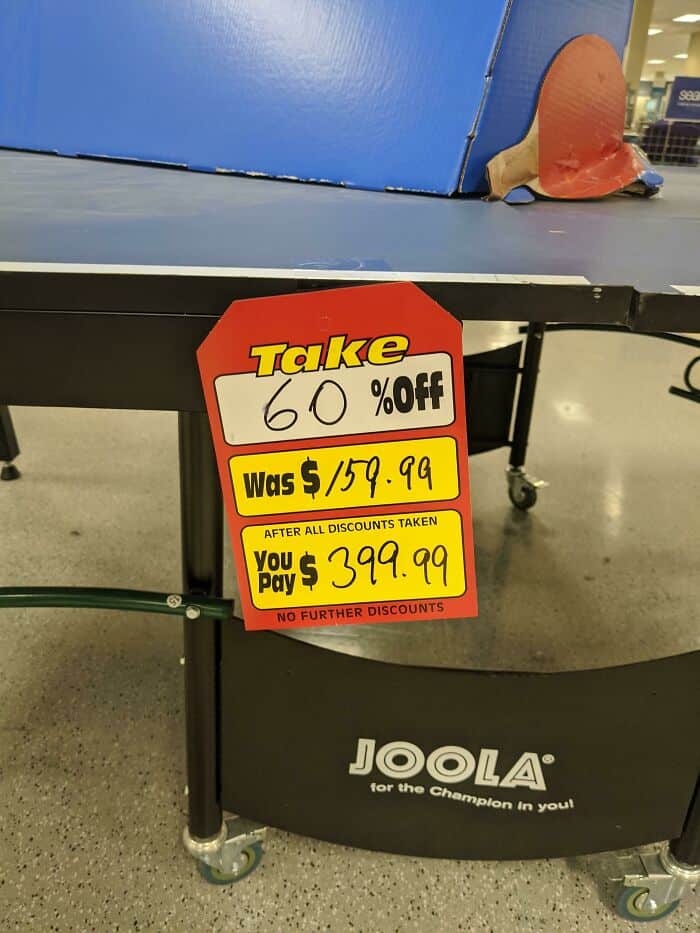 sea
Take
60 %Off
Was $ 159.99
AFTER ALL DISCOUNTS TAKEN
You Pay $ 399.99
NO FURTHER DISCOUNTS
JOOLA®
for the Champion in you!